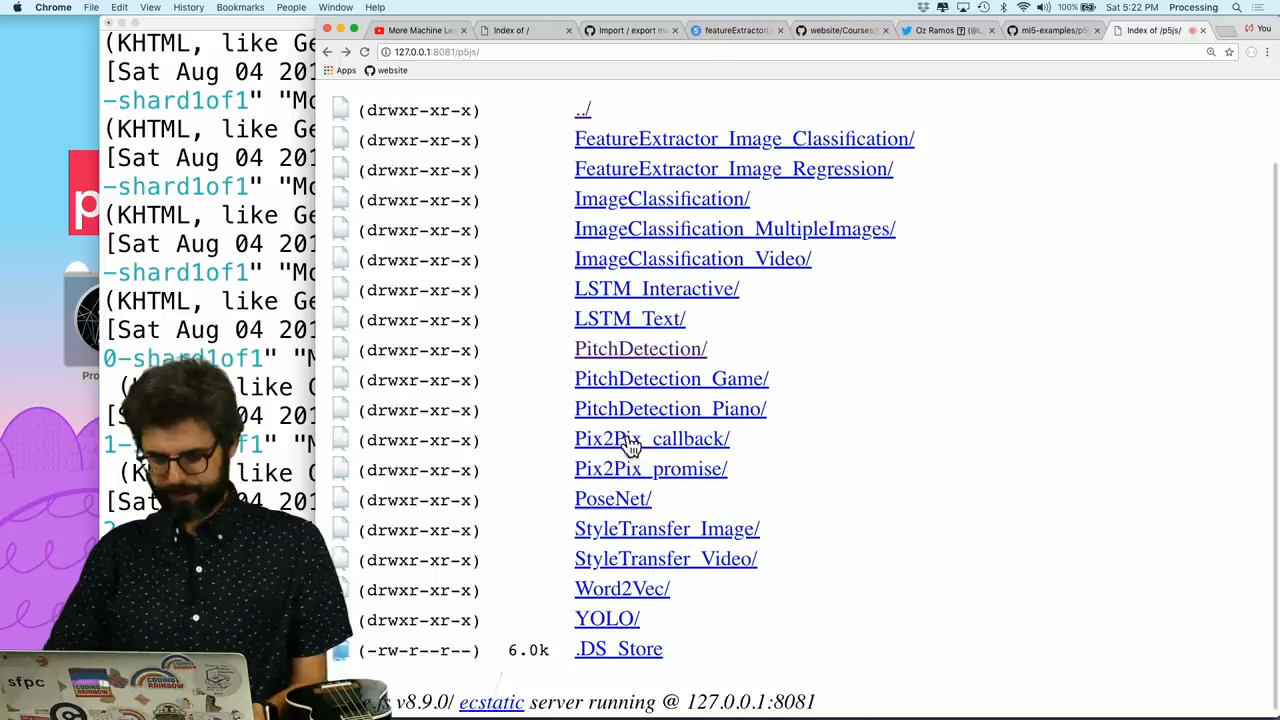 Chrome File Edit View History Bookmarks People Window Help 100% Sat 5:22 PM Processing
More Machine Le Index of / Import / export mo featureExtractor( website/Courses/ Oz Ramos ml5-examples/p5j Index of /p5js/ You
127.0.0.1:8081/p5js/
Apps website
(KHTML, like Ge
[Sat Aug 04 201
-shard1of1" "Mo
(KHTML, like Ge
[Sat Aug 04 201
-shard1of1" "Mo
(KHTML, like Ge
[Sat Aug 04 201
-shard1of1" "Mo
(KHTML, like Ge
[Sat Aug 04 201
0-shard1of1" "M
(drwxr-xr-x) ../
(drwxr-xr-x) FeatureExtractor_Image_Classification/
(drwxr-xr-x) FeatureExtractor_Image_Regression/
(drwxr-xr-x) ImageClassification/
(drwxr-xr-x) ImageClassification_MultipleImages/
(drwxr-xr-x) ImageClassification_Video/
(drwxr-xr-x) LSTM_Interactive/
(drwxr-xr-x) LSTM_Text/
(drwxr-xr-x) PitchDetection/
(drwxr-xr-x) PitchDetection_Game/
(drwxr-xr-x) PitchDetection_Piano/
(drwxr-xr-x) Pix2Pix_callback/
(drwxr-xr-x) Pix2Pix_promise/
(drwxr-xr-x) PoseNet/
(drwxr-xr-x) StyleTransfer_Image/
(drwxr-xr-x) StyleTransfer_Video/
(drwxr-xr-x) Word2Vec/
(drwxr-xr-x) YOLO/
(-rw-r--r--) 6.0k .DS_Store
v8.9.0/ ecstatic server running @ 127.0.0.1:8081
sfpc
CODING RAINBOW